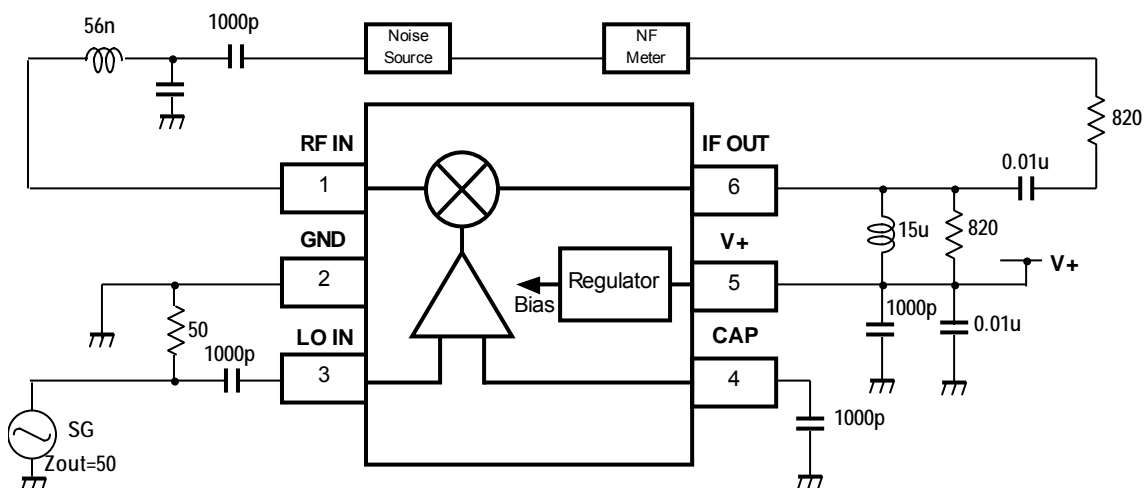 56n
1000p
Noise
Source
NF
Meter
820
RF IN
1
IF OUT
6
0.01u
15u
820
GND
2
V+
5
V+
Regulator
Bias
50
1000p
LO IN
3
1000p
0.01u
CAP
4
1000p
SG
Zout=50